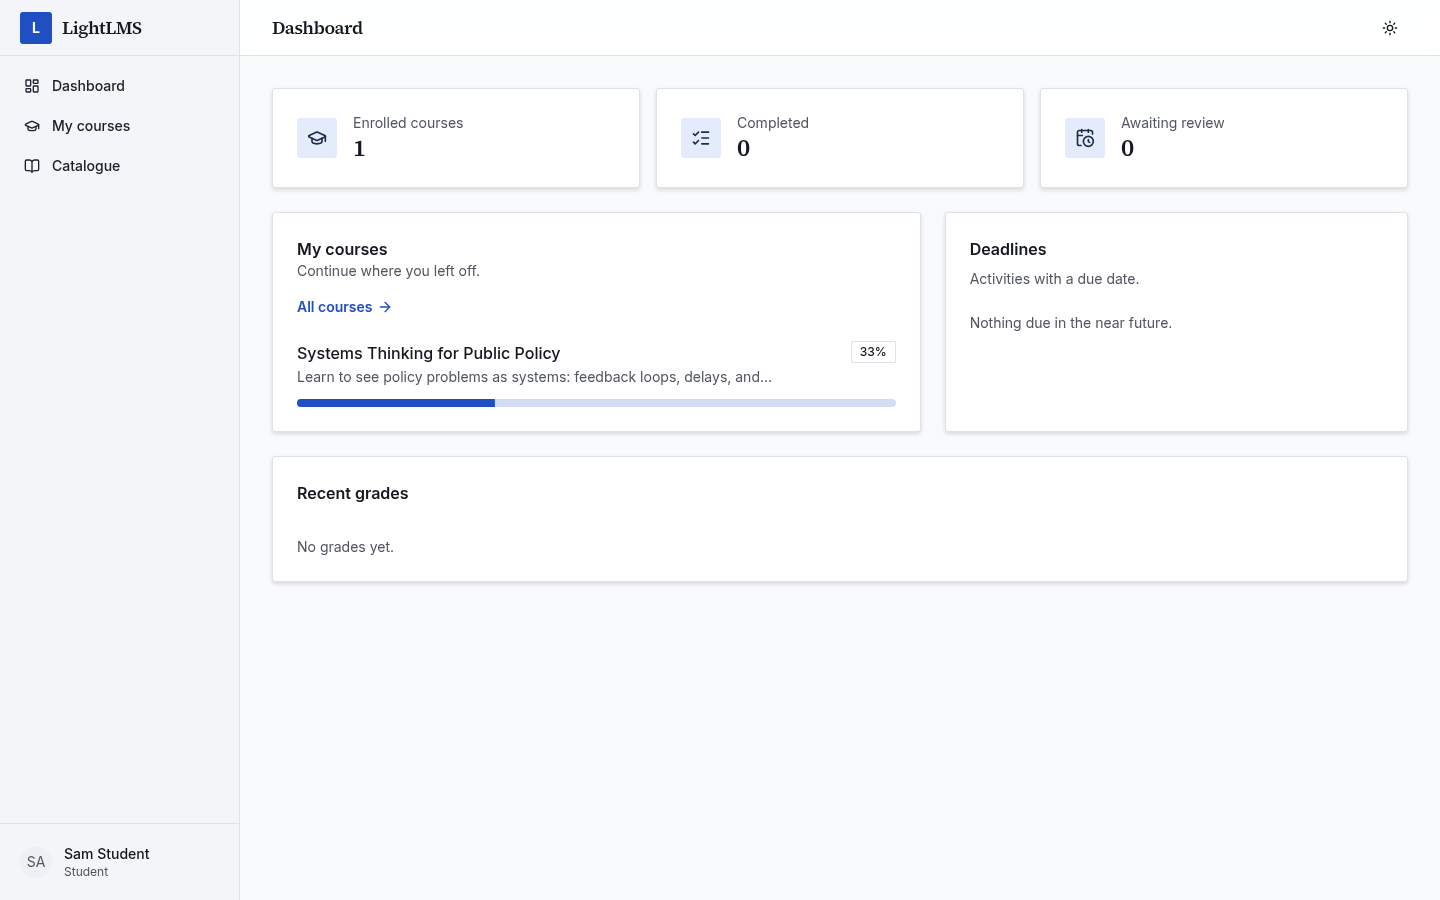 L
LightLMS
Dashboard
My courses
Catalogue
SA
Sam Student
Student
Dashboard
Enrolled courses
1
Completed
0
Awaiting review
0
My courses
Continue where you left off.
All courses
Systems Thinking for Public Policy
33%
Learn to see policy problems as systems: feedback loops, delays, and...
Deadlines
Activities with a due date.
Nothing due in the near future.
Recent grades
No grades yet.